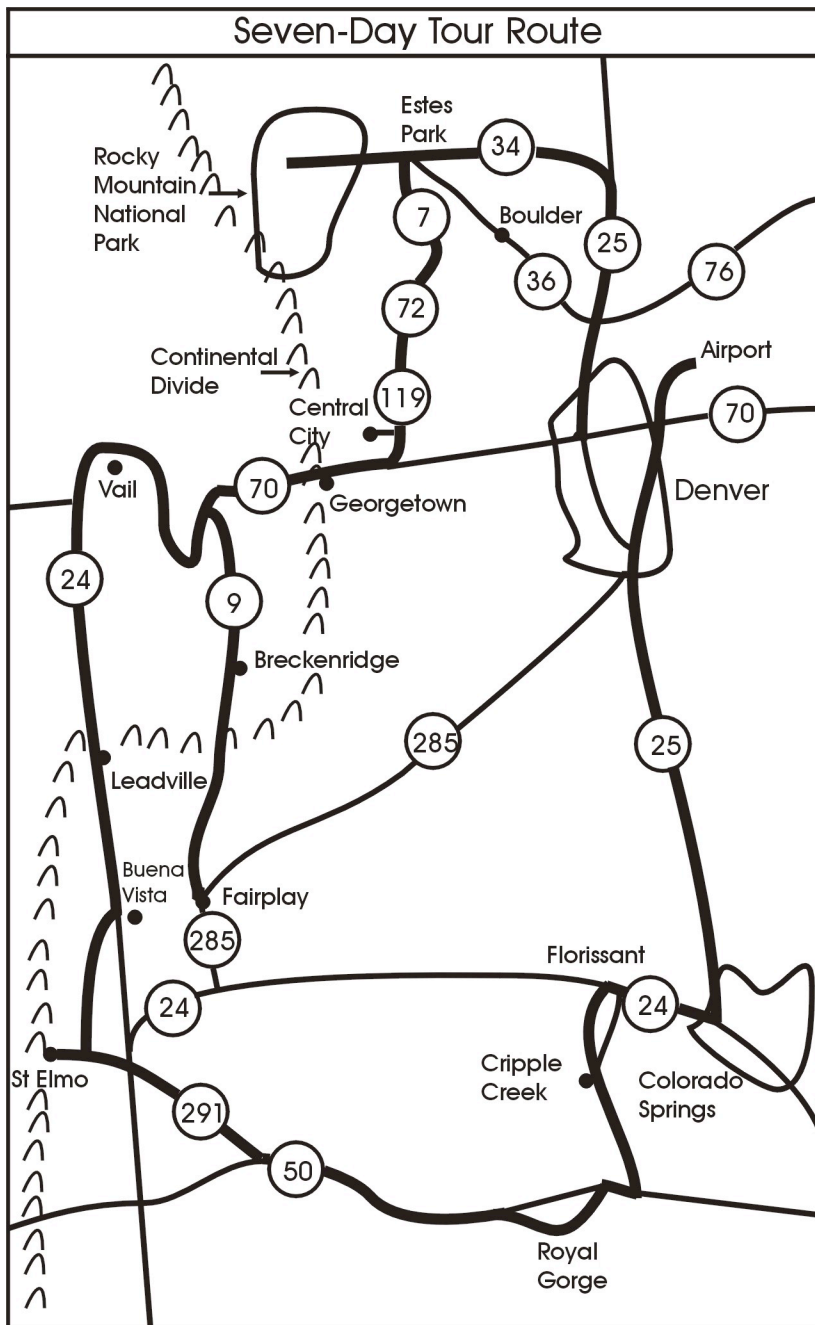 Seven-Day Tour Route
Estes
Park
34
Rocky
Mountain
National
Park
7
Boulder
25
36
76
72
Continental
Divide
Airport
119
Central
City
70
Vail
70
Georgetown
Denver
24
9
Breckenridge
285
25
Leadville
Buena
Vista
Fairplay
285
Florissant
24
24
St Elmo
Cripple
Creek
Colorado
Springs
291
50
Royal
Gorge